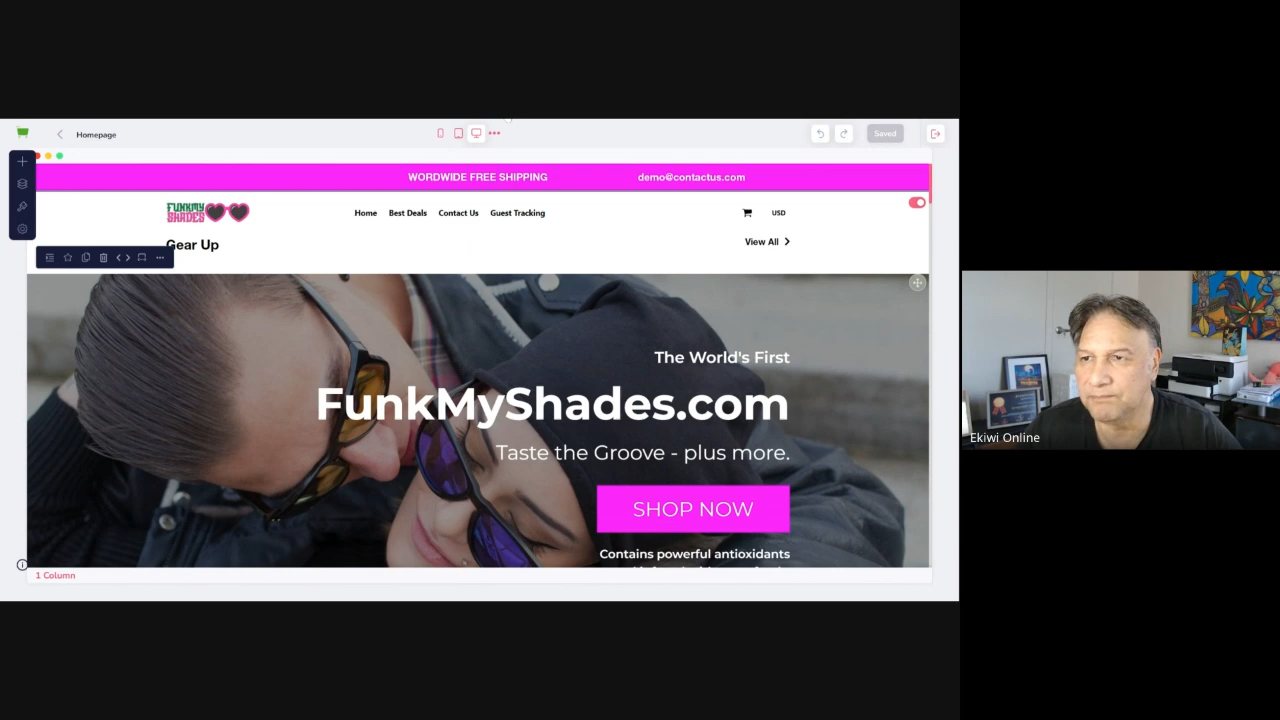 Homepage
Saved
WORDWIDE FREE SHIPPING demo@contactus.com
FUNKMY
SHADES
Home Best Deals Contact Us Guest Tracking USD
Gear Up View All
The World's First
FunkMyShades.com
Taste the Groove - plus more.
SHOP NOW
Contains powerful antioxidants
1 Column
Ekiwi Online